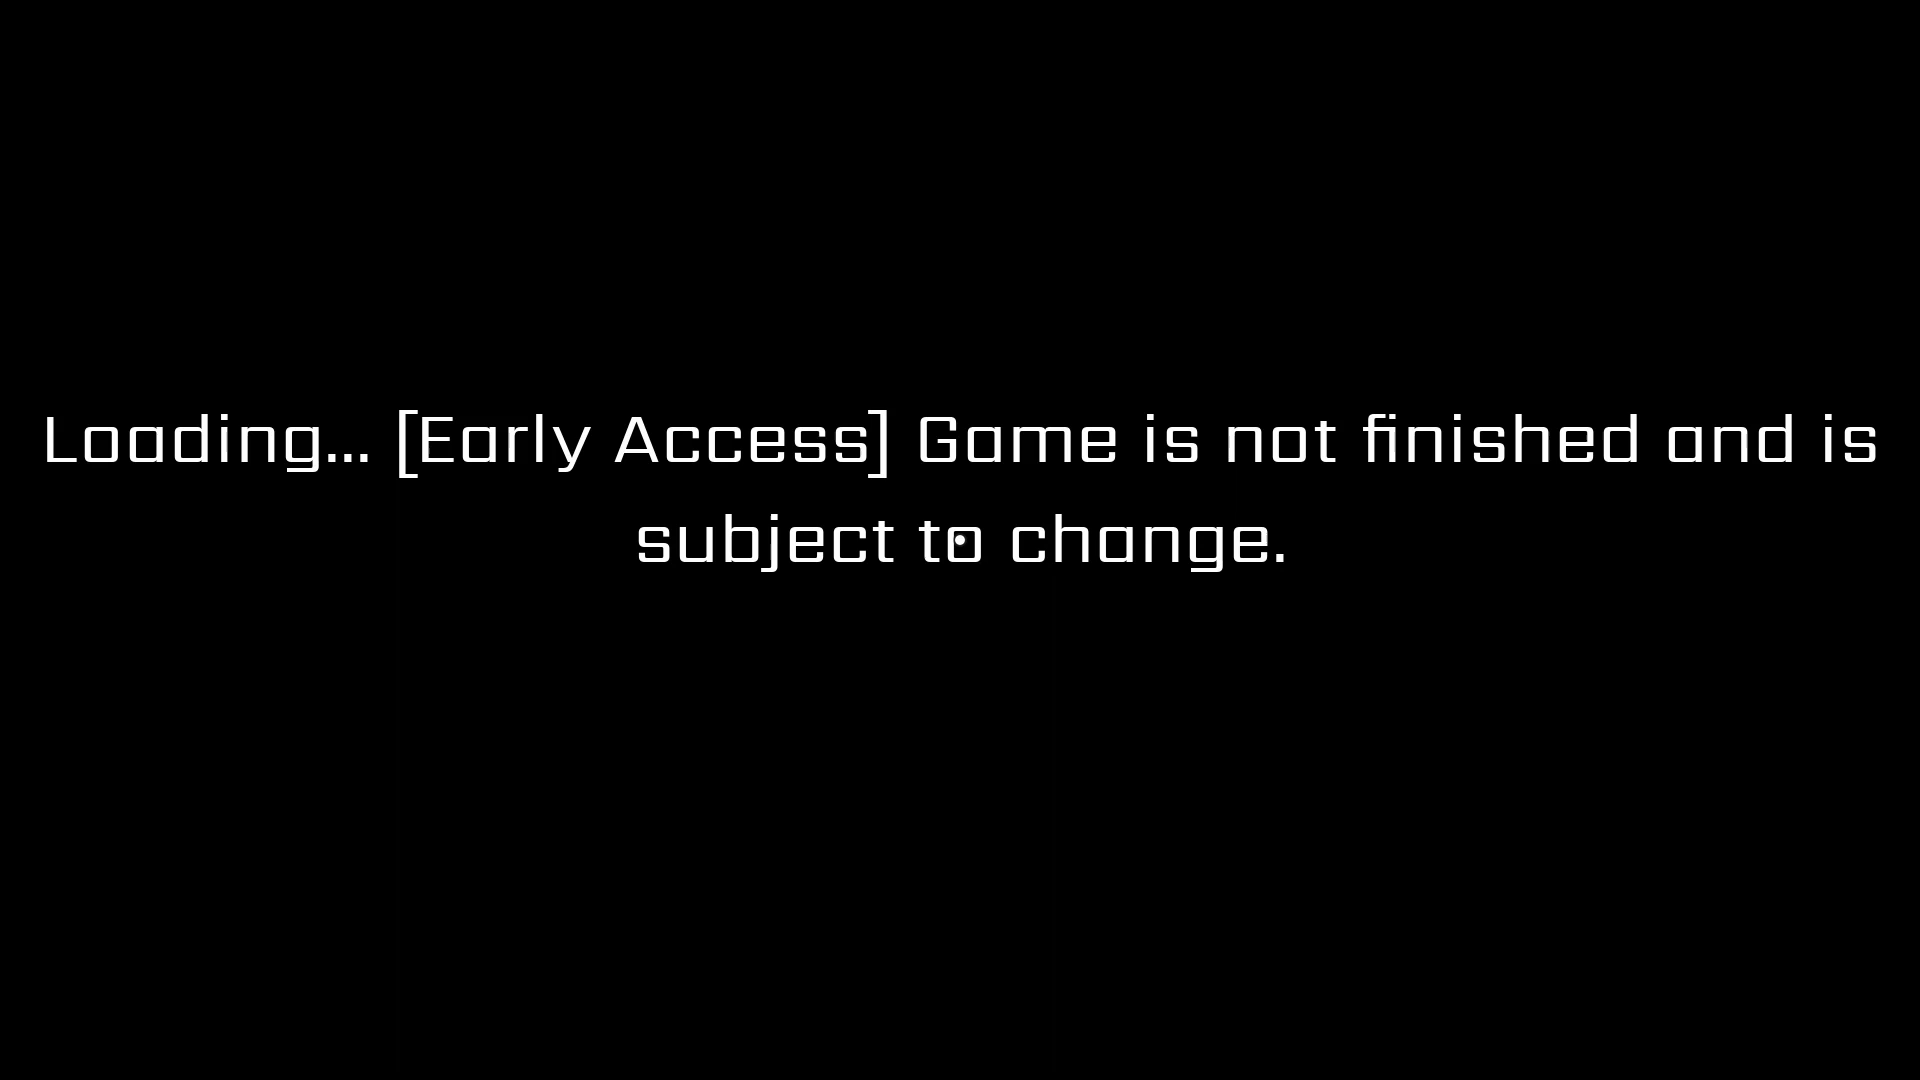 Loading... [Early Access] Game is not finished and is
subject to change.